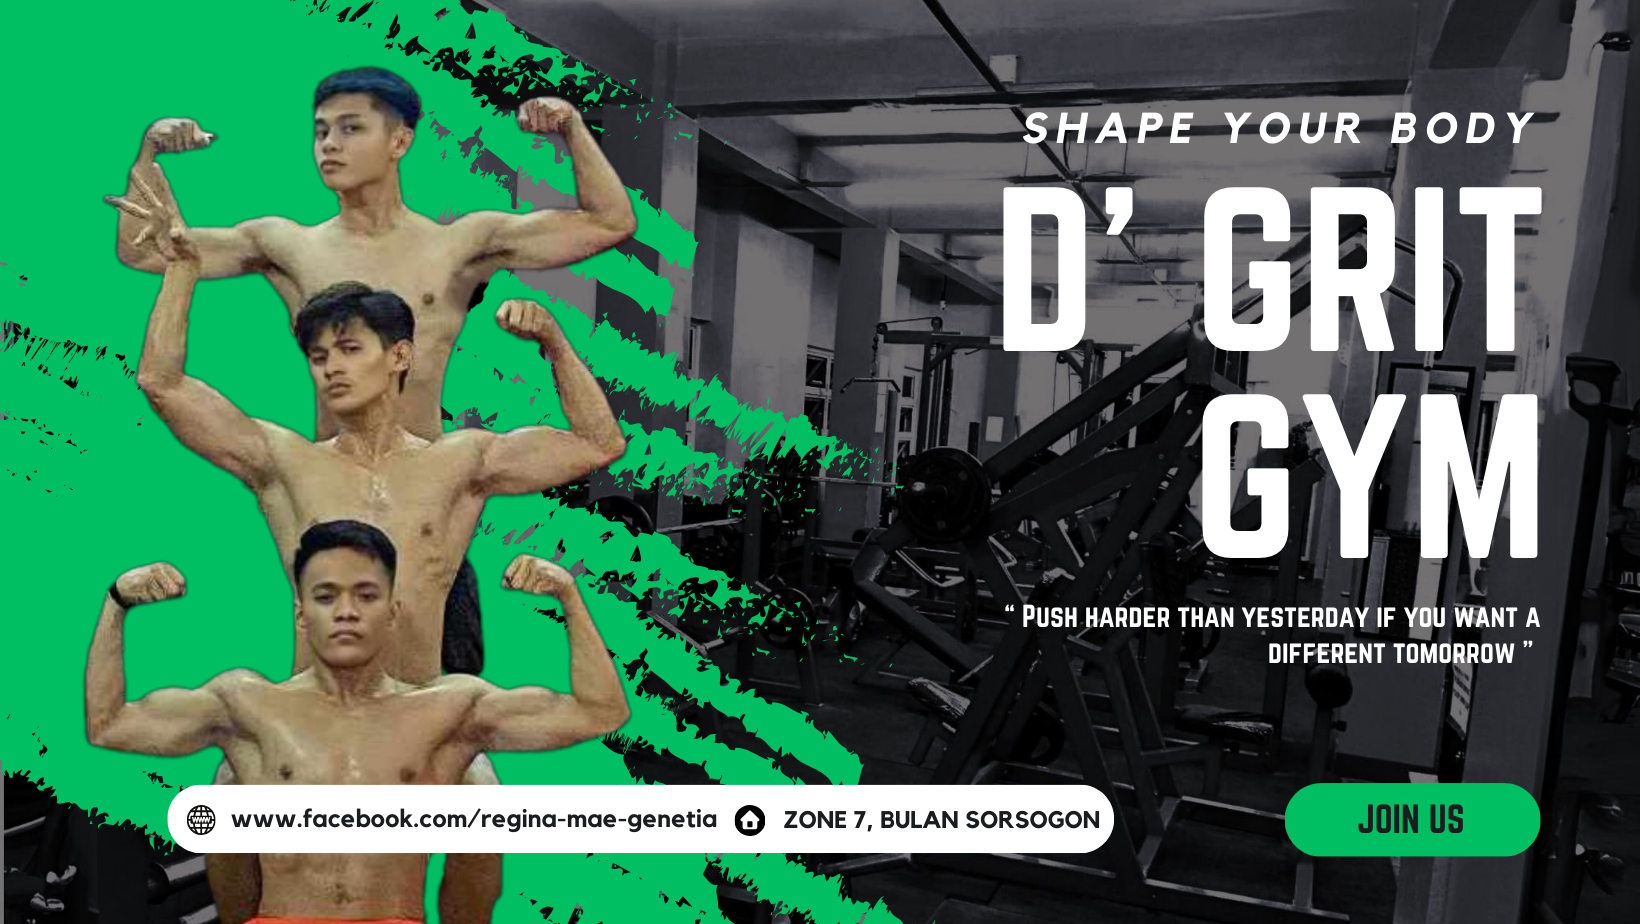 SHAPE YOUR BODY
D' GRIT
GYM
“ PUSH HARDER THAN YESTERDAY IF YOU WANT A
DIFFERENT TOMORROW ”
www.facebook.com/regina-mae-genetia
ZONE 7, BULAN SORSOGON
JOIN US